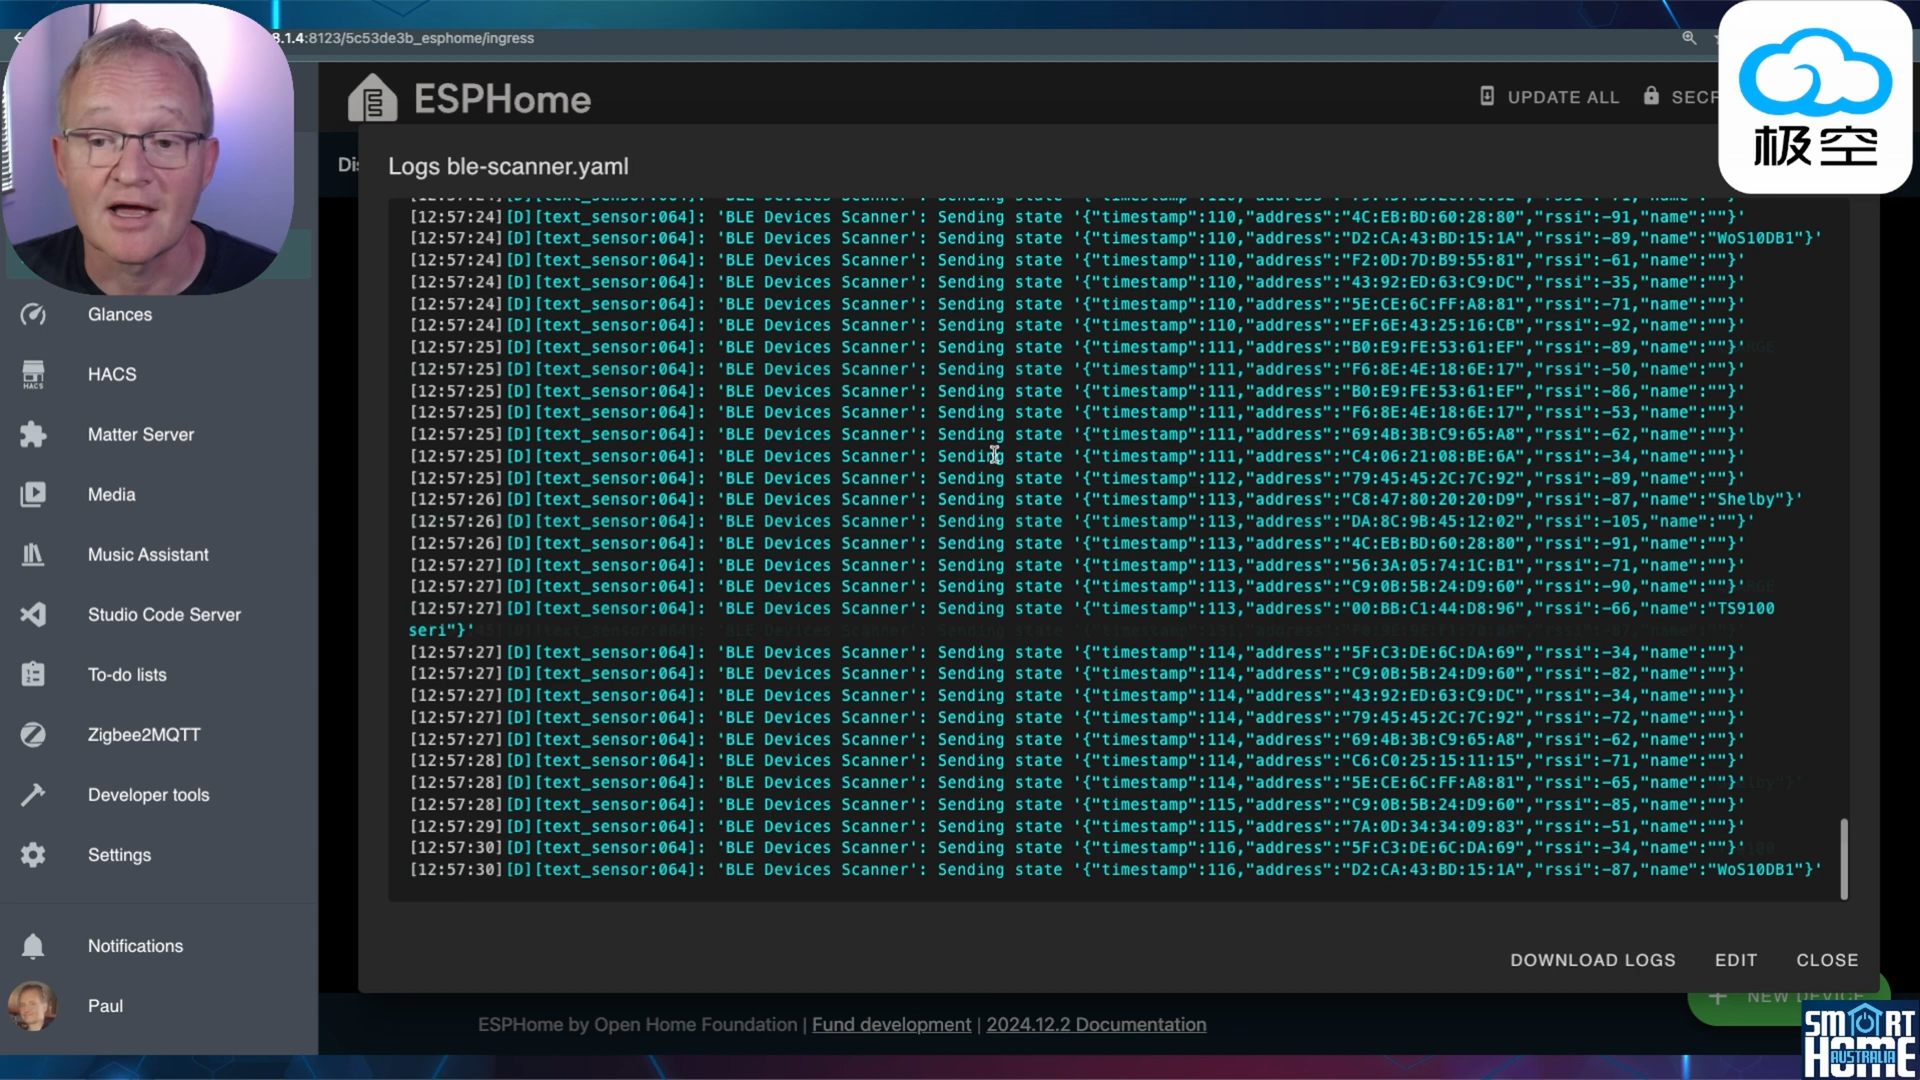 8.1.4:8123/5c53de3b_esphome/ingress
ESPHome
UPDATE ALL
极空
Logs ble-scanner.yaml
[12:57:24][D][text_sensor:064]: 'BLE Devices Scanner': Sending state '{"timestamp":110,"address":"4C:EB:BD:60:28:80","rssi":-91,"name":""}'
[12:57:24][D][text_sensor:064]: 'BLE Devices Scanner': Sending state '{"timestamp":110,"address":"D2:CA:43:BD:15:1A","rssi":-89,"name":"WoS10DB1"}'
[12:57:24][D][text_sensor:064]: 'BLE Devices Scanner': Sending state '{"timestamp":110,"address":"F2:0D:7D:B9:55:81","rssi":-61,"name":""}'
[12:57:24][D][text_sensor:064]: 'BLE Devices Scanner': Sending state '{"timestamp":110,"address":"43:92:ED:63:C9:DC","rssi":-35,"name":""}'
[12:57:24][D][text_sensor:064]: 'BLE Devices Scanner': Sending state '{"timestamp":110,"address":"5E:CE:6C:FF:A8:81","rssi":-71,"name":""}'
[12:57:24][D][text_sensor:064]: 'BLE Devices Scanner': Sending state '{"timestamp":110,"address":"EF:6E:43:25:16:CB","rssi":-92,"name":""}'
[12:57:25][D][text_sensor:064]: 'BLE Devices Scanner': Sending state '{"timestamp":111,"address":"B0:E9:FE:53:61:EF","rssi":-89,"name":""}'
[12:57:25][D][text_sensor:064]: 'BLE Devices Scanner': Sending state '{"timestamp":111,"address":"F6:8E:4E:18:6E:17","rssi":-50,"name":""}'
[12:57:25][D][text_sensor:064]: 'BLE Devices Scanner': Sending state '{"timestamp":111,"address":"B0:E9:FE:53:61:EF","rssi":-86,"name":""}'
[12:57:25][D][text_sensor:064]: 'BLE Devices Scanner': Sending state '{"timestamp":111,"address":"F6:8E:4E:18:6E:17","rssi":-53,"name":""}'
[12:57:25][D][text_sensor:064]: 'BLE Devices Scanner': Sending state '{"timestamp":111,"address":"69:4B:3B:C9:65:A8","rssi":-62,"name":""}'
[12:57:25][D][text_sensor:064]: 'BLE Devices Scanner': Sending state '{"timestamp":111,"address":"C4:06:21:08:BE:6A","rssi":-34,"name":""}'
[12:57:25][D][text_sensor:064]: 'BLE Devices Scanner': Sending state '{"timestamp":112,"address":"79:45:45:2C:7C:92","rssi":-89,"name":""}'
[12:57:26][D][text_sensor:064]: 'BLE Devices Scanner': Sending state '{"timestamp":113,"address":"C8:47:80:20:20:D9","rssi":-87,"name":"Shelby"}'
[12:57:26][D][text_sensor:064]: 'BLE Devices Scanner': Sending state '{"timestamp":113,"address":"DA:8C:9B:45:12:02","rssi":-105,"name":""}'
[12:57:26][D][text_sensor:064]: 'BLE Devices Scanner': Sending state '{"timestamp":113,"address":"4C:EB:BD:60:28:80","rssi":-91,"name":""}'
[12:57:27][D][text_sensor:064]: 'BLE Devices Scanner': Sending state '{"timestamp":113,"address":"56:3A:05:74:1C:B1","rssi":-71,"name":""}'
[12:57:27][D][text_sensor:064]: 'BLE Devices Scanner': Sending state '{"timestamp":113,"address":"C9:0B:5B:24:D9:60","rssi":-90,"name":""}'
[12:57:27][D][text_sensor:064]: 'BLE Devices Scanner': Sending state '{"timestamp":113,"address":"00:BB:C1:44:D8:96","rssi":-66,"name":"TS9100
seri"}'
[12:57:27][D][text_sensor:064]: 'BLE Devices Scanner': Sending state '{"timestamp":114,"address":"5F:C3:DE:6C:DA:69","rssi":-34,"name":""}'
[12:57:27][D][text_sensor:064]: 'BLE Devices Scanner': Sending state '{"timestamp":114,"address":"C9:0B:5B:24:D9:60","rssi":-82,"name":""}'
[12:57:27][D][text_sensor:064]: 'BLE Devices Scanner': Sending state '{"timestamp":114,"address":"43:92:ED:63:C9:DC","rssi":-34,"name":""}'
[12:57:27][D][text_sensor:064]: 'BLE Devices Scanner': Sending state '{"timestamp":114,"address":"79:45:45:2C:7C:92","rssi":-72,"name":""}'
[12:57:27][D][text_sensor:064]: 'BLE Devices Scanner': Sending state '{"timestamp":114,"address":"69:4B:3B:C9:65:A8","rssi":-62,"name":""}'
[12:57:28][D][text_sensor:064]: 'BLE Devices Scanner': Sending state '{"timestamp":114,"address":"C6:C0:25:15:11:15","rssi":-71,"name":""}'
[12:57:28][D][text_sensor:064]: 'BLE Devices Scanner': Sending state '{"timestamp":114,"address":"5E:CE:6C:FF:A8:81","rssi":-65,"name":""}'
[12:57:28][D][text_sensor:064]: 'BLE Devices Scanner': Sending state '{"timestamp":115,"address":"C9:0B:5B:24:D9:60","rssi":-85,"name":""}'
[12:57:29][D][text_sensor:064]: 'BLE Devices Scanner': Sending state '{"timestamp":115,"address":"7A:0D:34:34:09:83","rssi":-51,"name":""}'
[12:57:30][D][text_sensor:064]: 'BLE Devices Scanner': Sending state '{"timestamp":116,"address":"5F:C3:DE:6C:DA:69","rssi":-34,"name":""}'
[12:57:30][D][text_sensor:064]: 'BLE Devices Scanner': Sending state '{"timestamp":116,"address":"D2:CA:43:BD:15:1A","rssi":-87,"name":"WoS10DB1"}'
Glances
HACS
Matter Server
Media
Music Assistant
Studio Code Server
To-do lists
Zigbee2MQTT
Developer tools
Settings
Notifications
Paul
DOWNLOAD LOGS
EDIT
CLOSE
NEW DEVICE
ESPHome by Open Home Foundation | Fund development | 2024.12.2 Documentation
SMART
HOME
AUSTRALIA